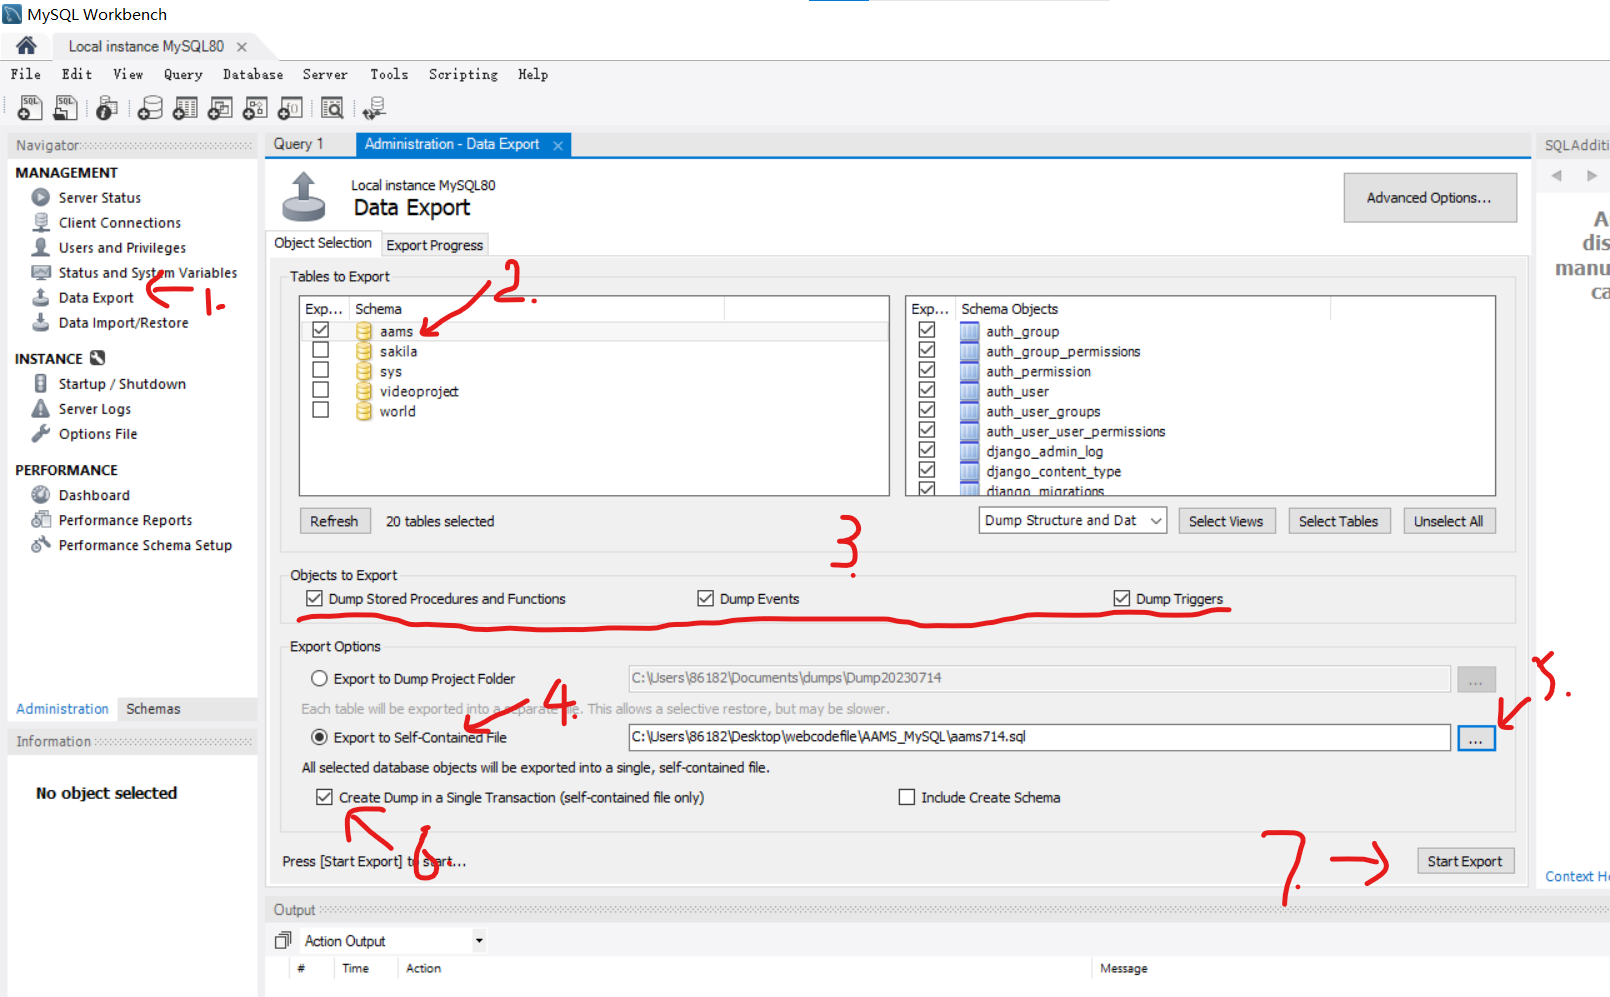 MySQL Workbench
Local instance MySQL80
File Edit View Query Database Server Tools Scripting Help
Navigator
MANAGEMENT
Server Status
Client Connections
Users and Privileges
Status and System Variables
Data Export
1.
Data Import/Restore
INSTANCE
Startup / Shutdown
Server Logs
Options File
PERFORMANCE
Dashboard
Performance Reports
Performance Schema Setup
Administration Schemas
Information
No object selected
Query 1 Administration - Data Export
Local instance MySQL80
Data Export
Advanced Options...
Object Selection Export Progress
Tables to Export
2.
Exp... Schema
aams
sakila
sys
videoproject
world
Exp... Schema Objects
auth_group
auth_group_permissions
auth_permission
auth_user
auth_user_groups
auth_user_user_permissions
django_admin_log
django_content_type
django_migrations
Refresh 20 tables selected
Dump Structure and Dat Select Views Select Tables Unselect All
3.
Objects to Export
Dump Stored Procedures and Functions Dump Events Dump Triggers
Export Options
Export to Dump Project Folder C:\Users\86182\Documents\dumps\Dump20230714 ...
Each table will be exported into a separate file. This allows a selective restore, but may be slower.
4.
5.
Export to Self-Contained File C:\Users\86182\Desktop\webcodefile\AAMS_MySQL\aams714.sql ...
All selected database objects will be exported into a single, self-contained file.
Create Dump in a Single Transaction (self-contained file only) Include Create Schema
6.
7.
Press [Start Export] to start... Start Export
Output
Action Output
# Time Action Message
SQL Additi
A
dis
manu
ca
Context He